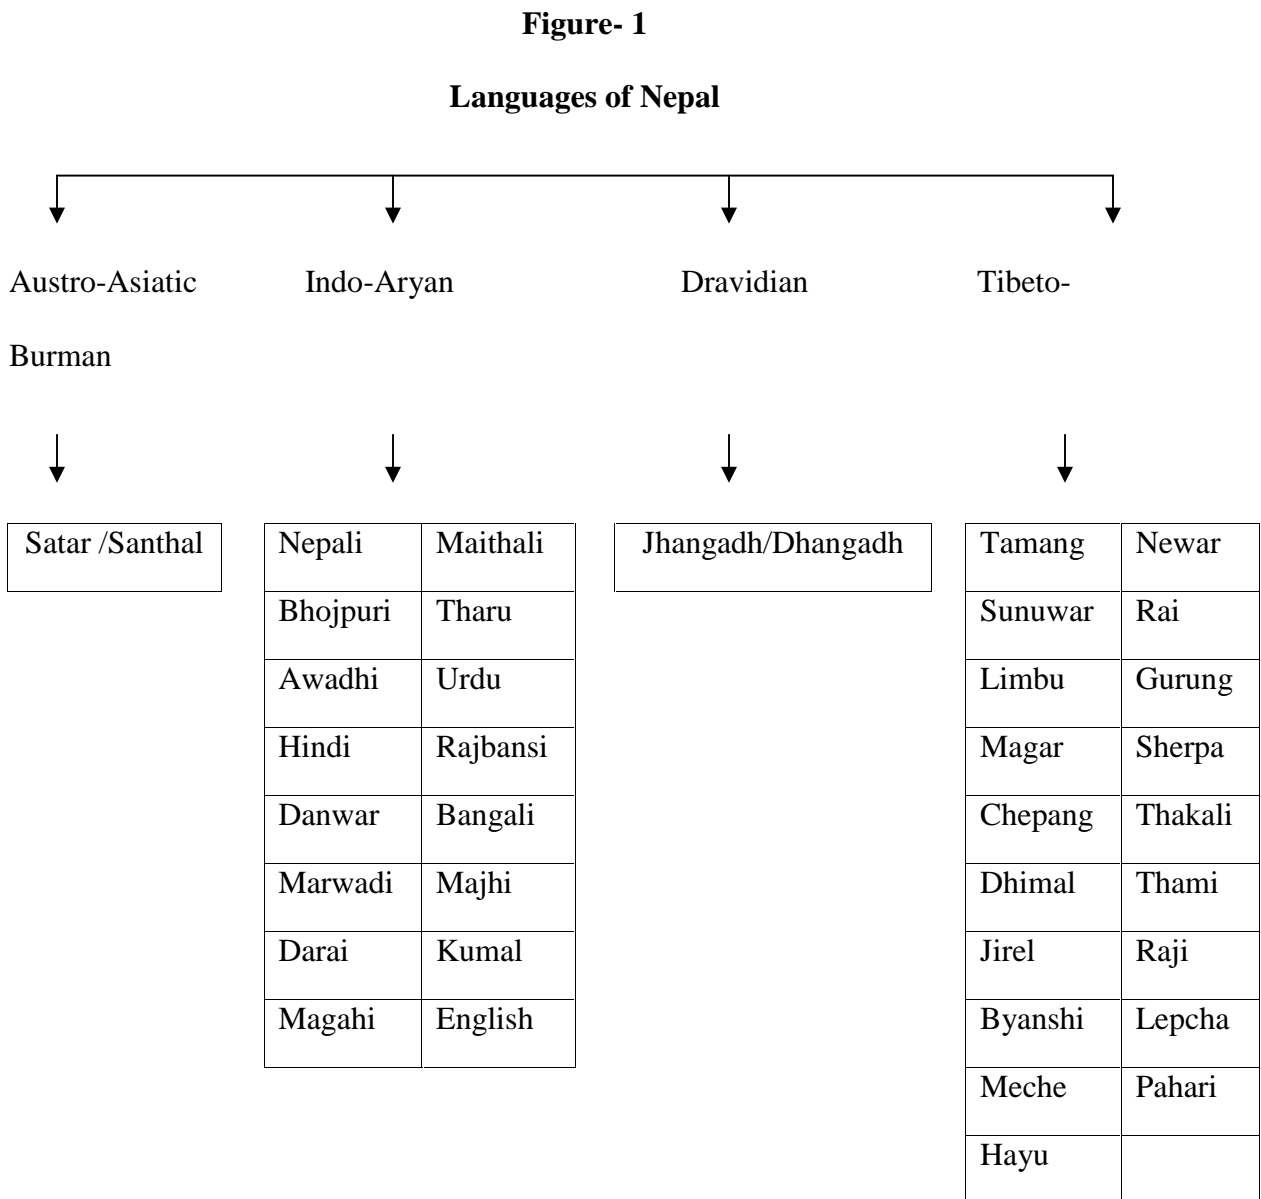 Figure- 1
Languages of Nepal
Austro-Asiatic Indo-Aryan Dravidian Tibeto-
Burman
Satar /Santhal Nepali Maithali Jhangadh/Dhangadh Tamang Newar
Bhojpuri Tharu Sunuwar Rai
Awadhi Urdu Limbu Gurung
Hindi Rajbansi Magar Sherpa
Danwar Bangali Chepang Thakali
Marwadi Majhi Dhimal Thami
Darai Kumal Jirel Raji
Magahi English Byanshi Lepcha
Meche Pahari
Hayu